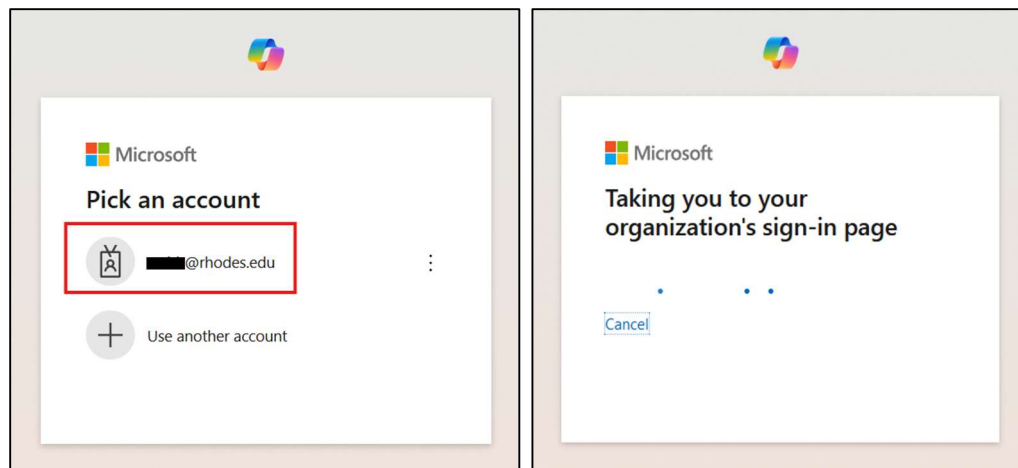 Microsoft
Pick an account
@rhodes.edu
Use another account
Microsoft
Taking you to your
organization's sign-in page
Cancel